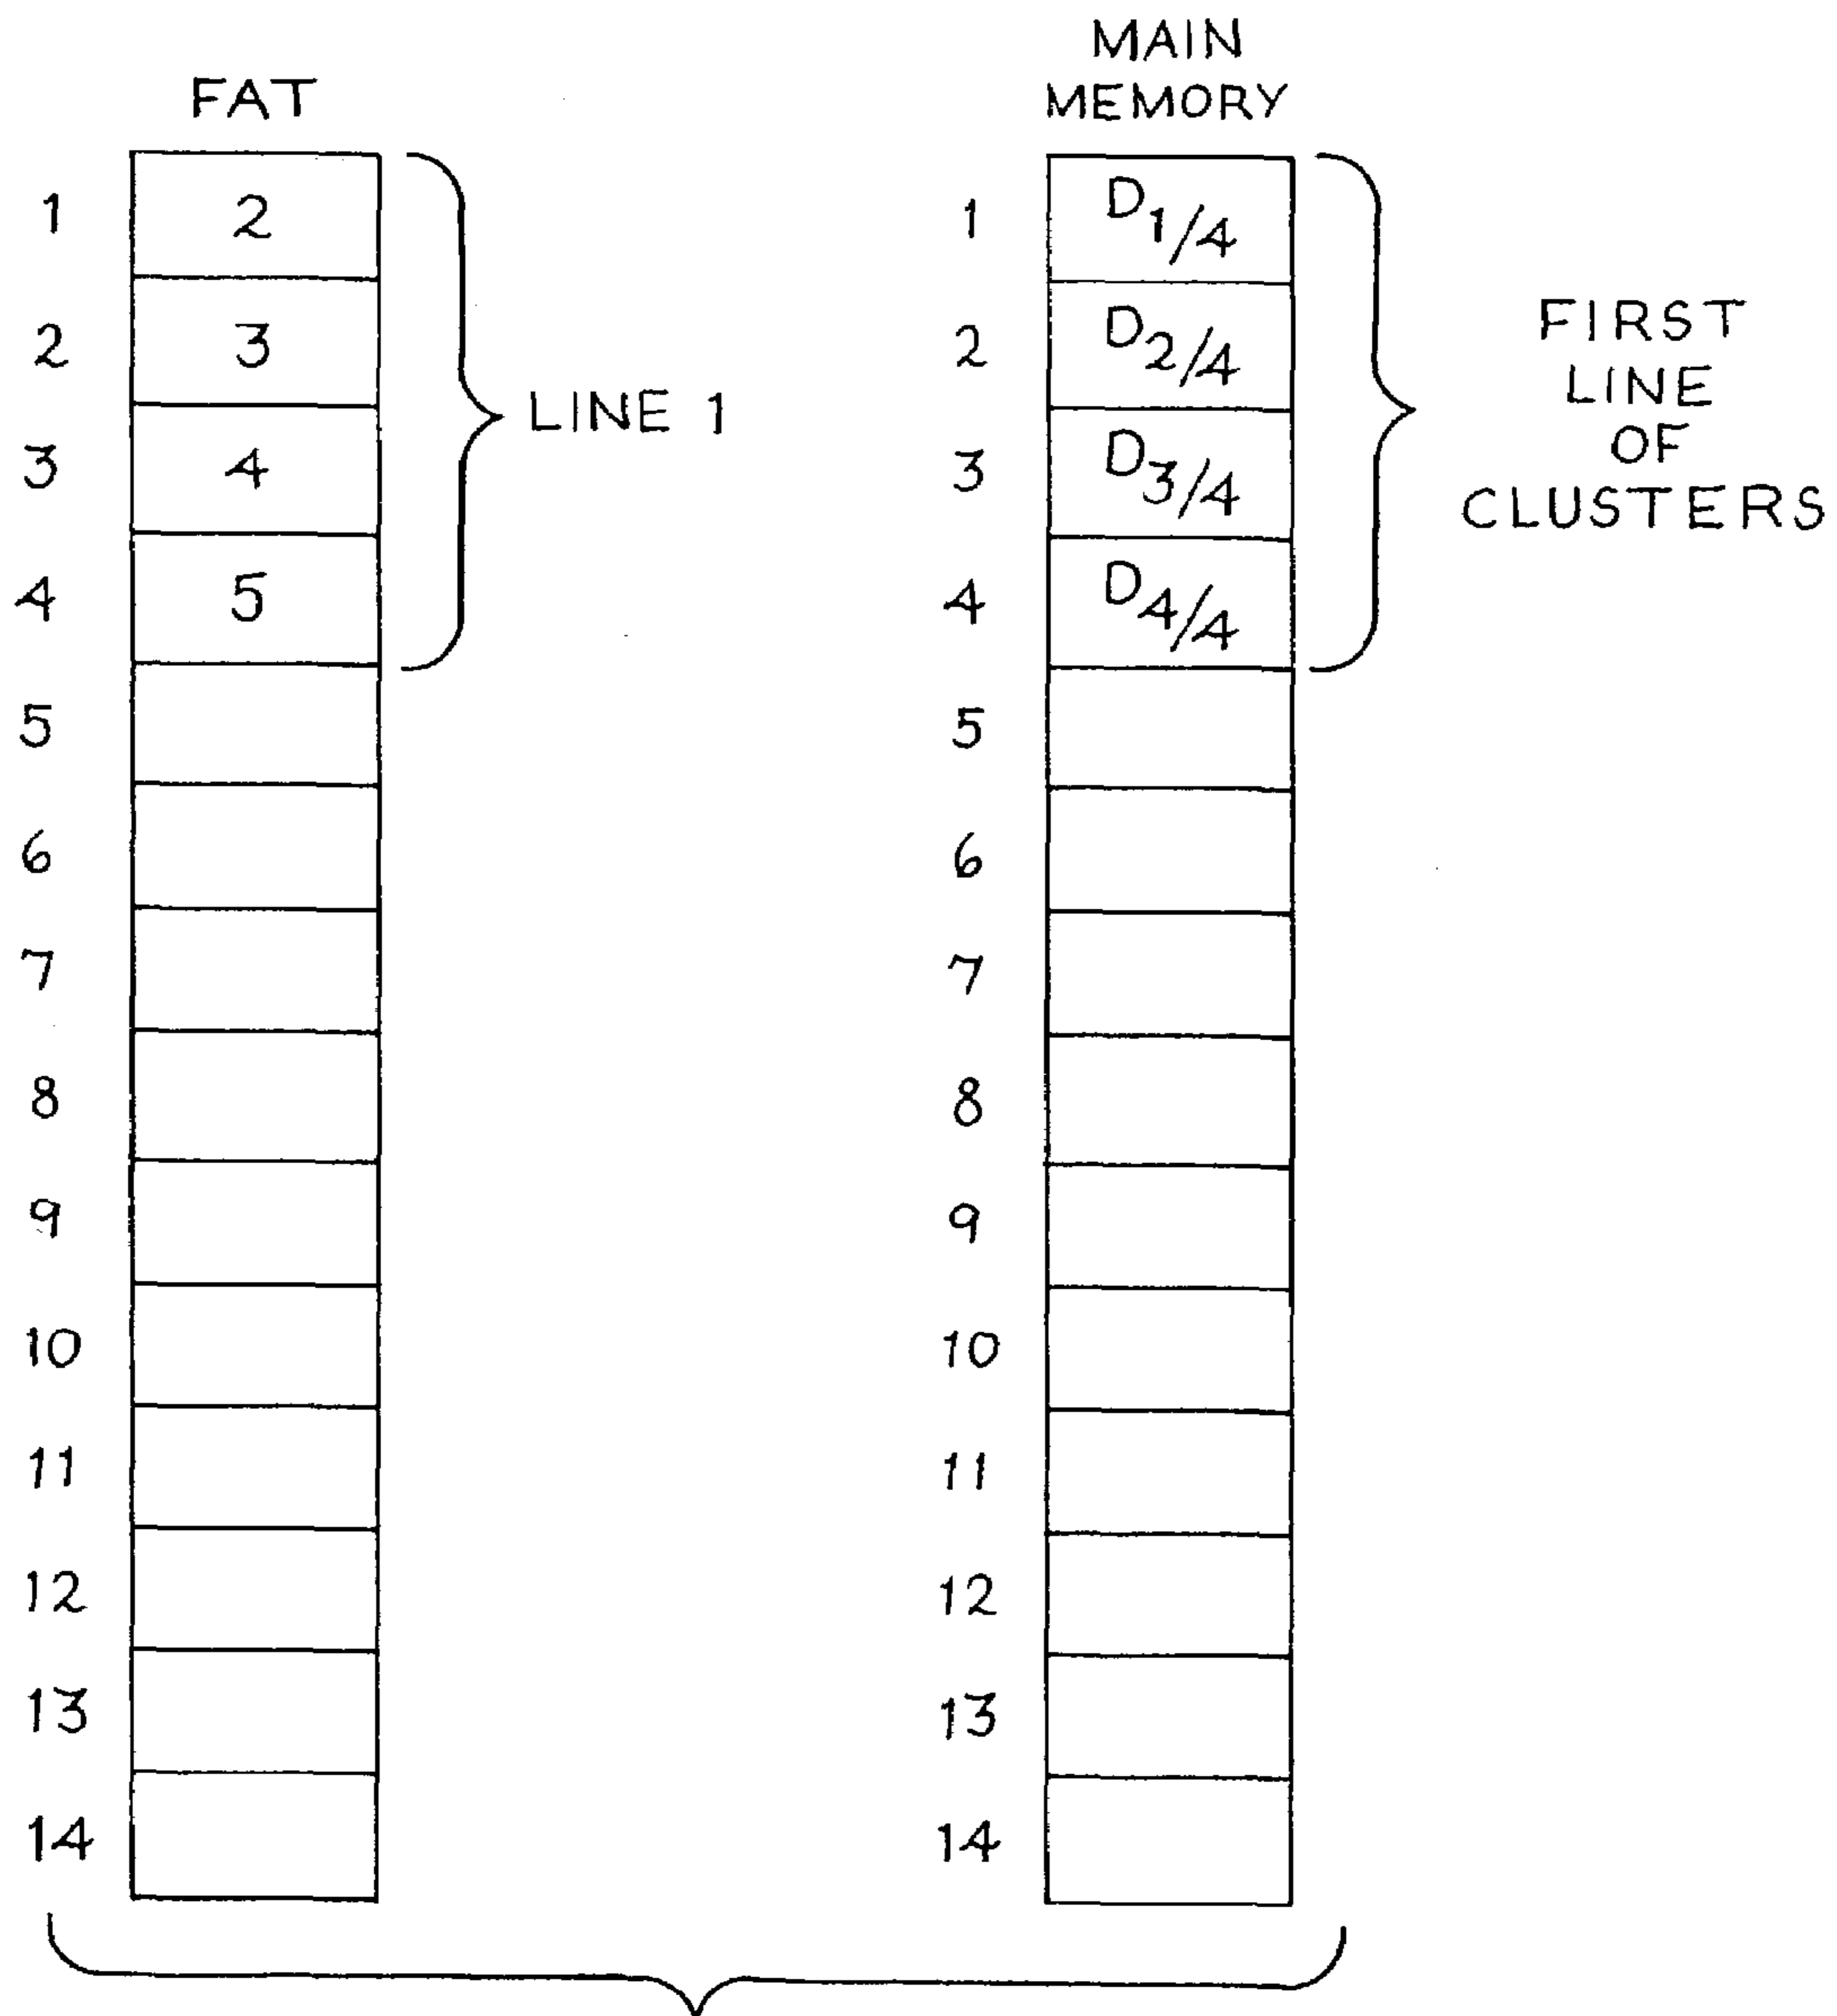 FAT
1 2
2 3
3 4
4 5
5
6
7
8
9
10
11
12
13
14
LINE 1
MAIN
MEMORY
1 D1/4
2 D2/4
3 D3/4
4 D4/4
5
6
7
8
9
10
11
12
13
14
FIRST
LINE
OF
CLUSTERS